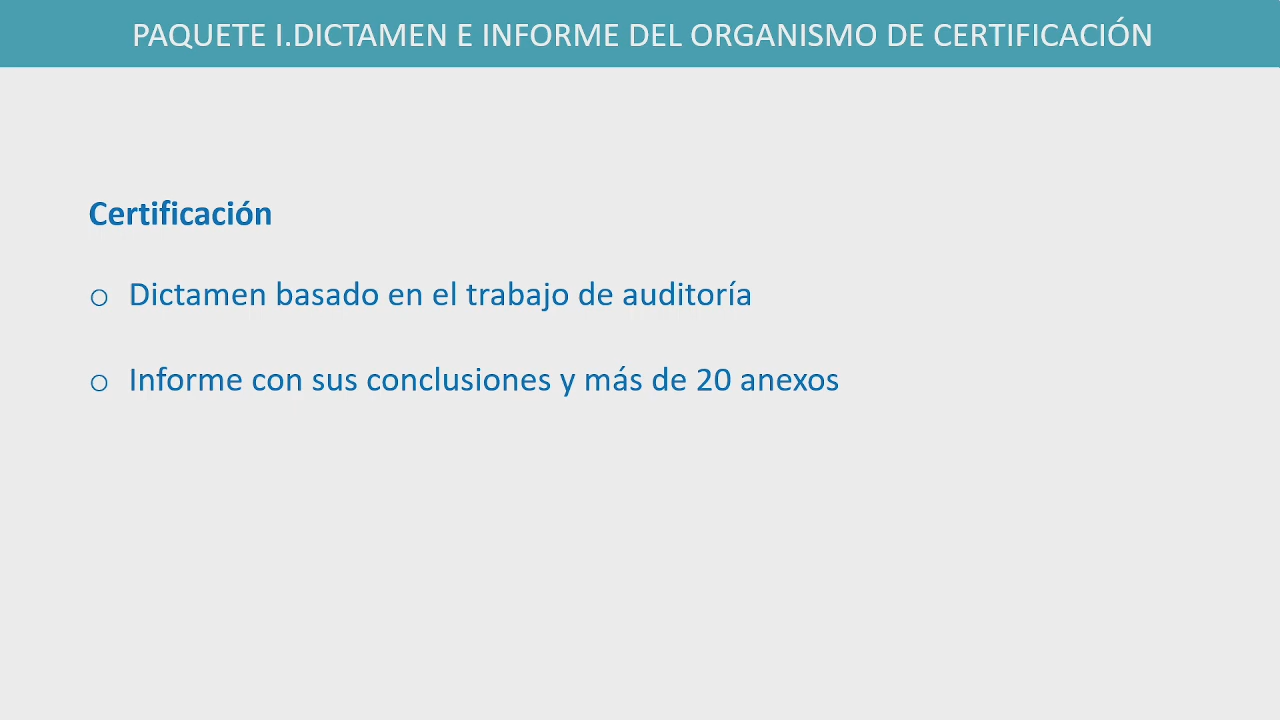 PAQUETE I.DICTAMEN E INFORME DEL ORGANISMO DE CERTIFICACIÓN
Certificación
o Dictamen basado en el trabajo de auditoría
o Informe con sus conclusiones y más de 20 anexos